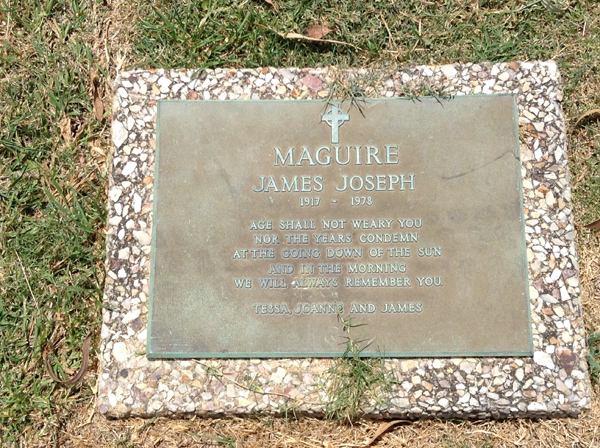 MAGUIRE
JAMES JOSEPH
1917 - 1978
AGE SHALL NOT WEARY YOU
NOR THE YEARS CONDEMN
AT THE GOING DOWN OF THE SUN
AND IN THE MORNING
WE WILL ALWAYS REMEMBER YOU
TESSA, JOANNE AND JAMES